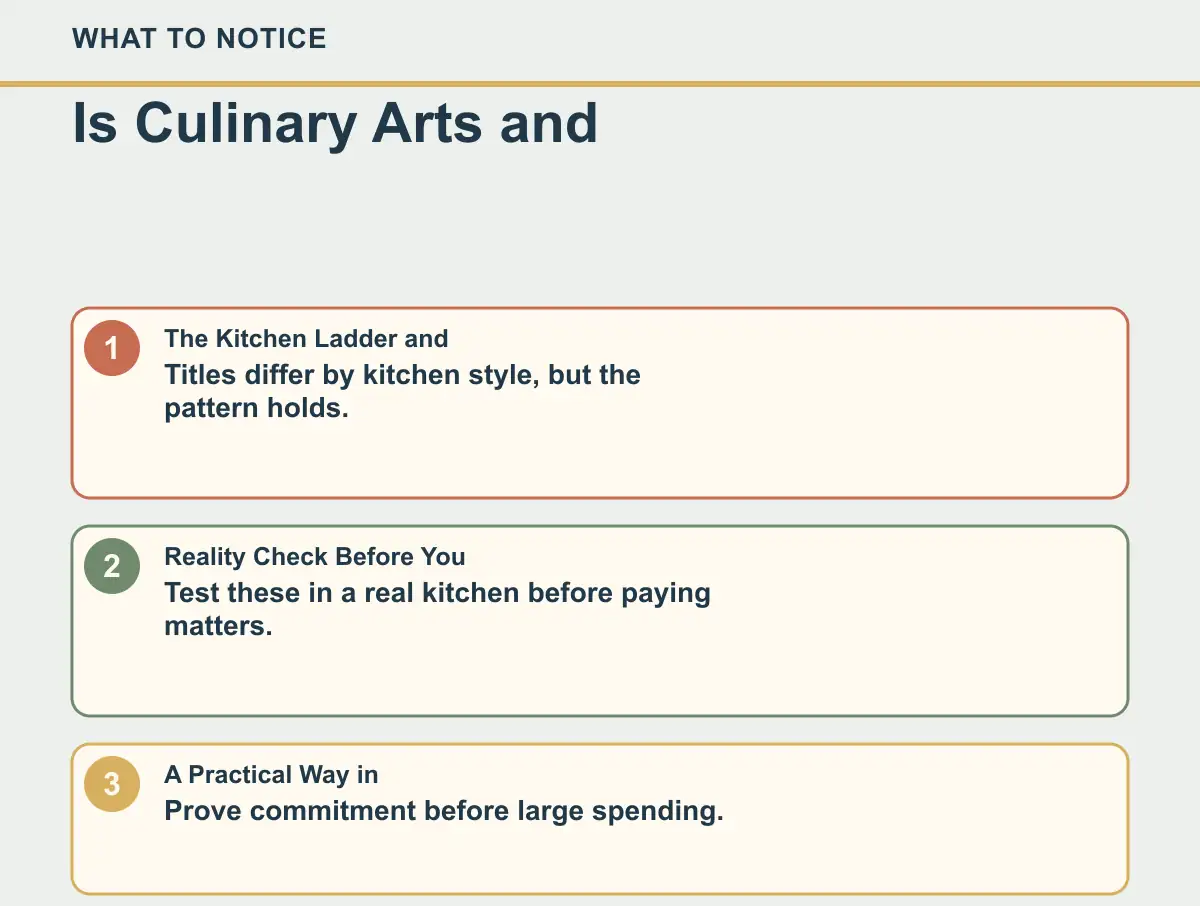 WHAT TO NOTICE
Is Culinary Arts and
1
The Kitchen Ladder and
Titles differ by kitchen style, but the
pattern holds.
2
Reality Check Before You
Test these in a real kitchen before paying
matters.
3
A Practical Way in
Prove commitment before large spending.